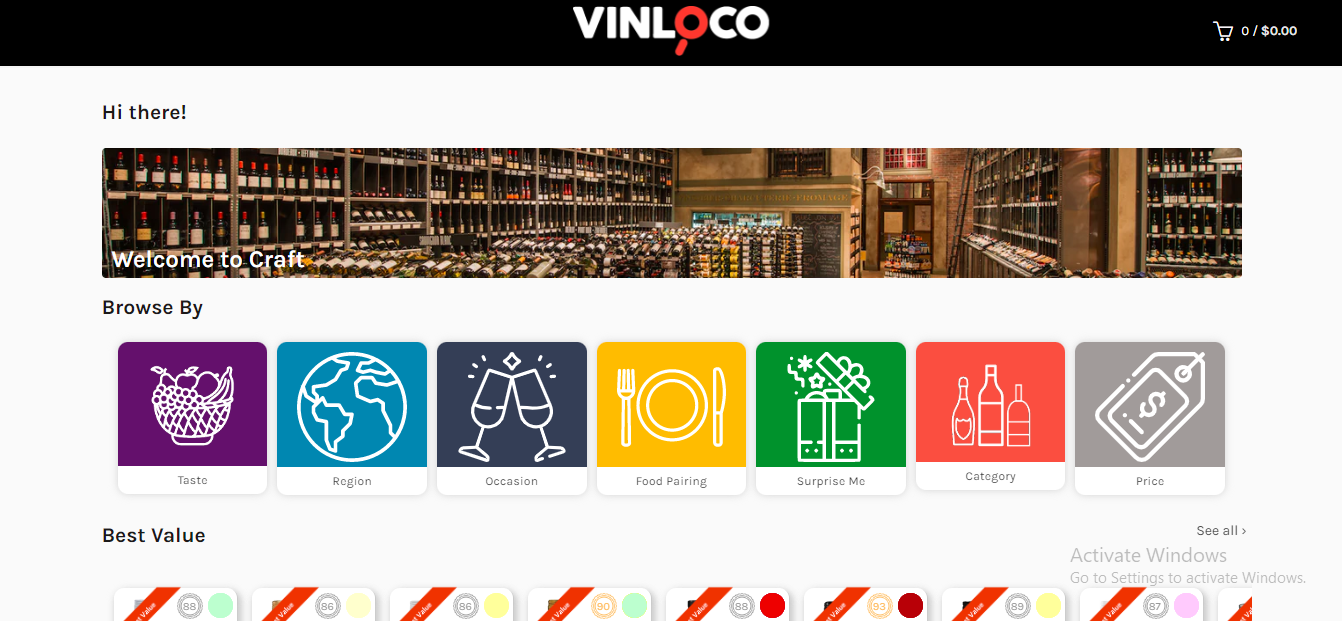 VINLOCO
0 / $0.00
Hi there!
Welcome to Craft
Browse By
Taste
Region
Occasion
Food Pairing
Surprise Me
Category
Price
Best Value
See all ›
Activate Windows
Go to Settings to activate Windows.
88
86
86
90
88
93
89
87